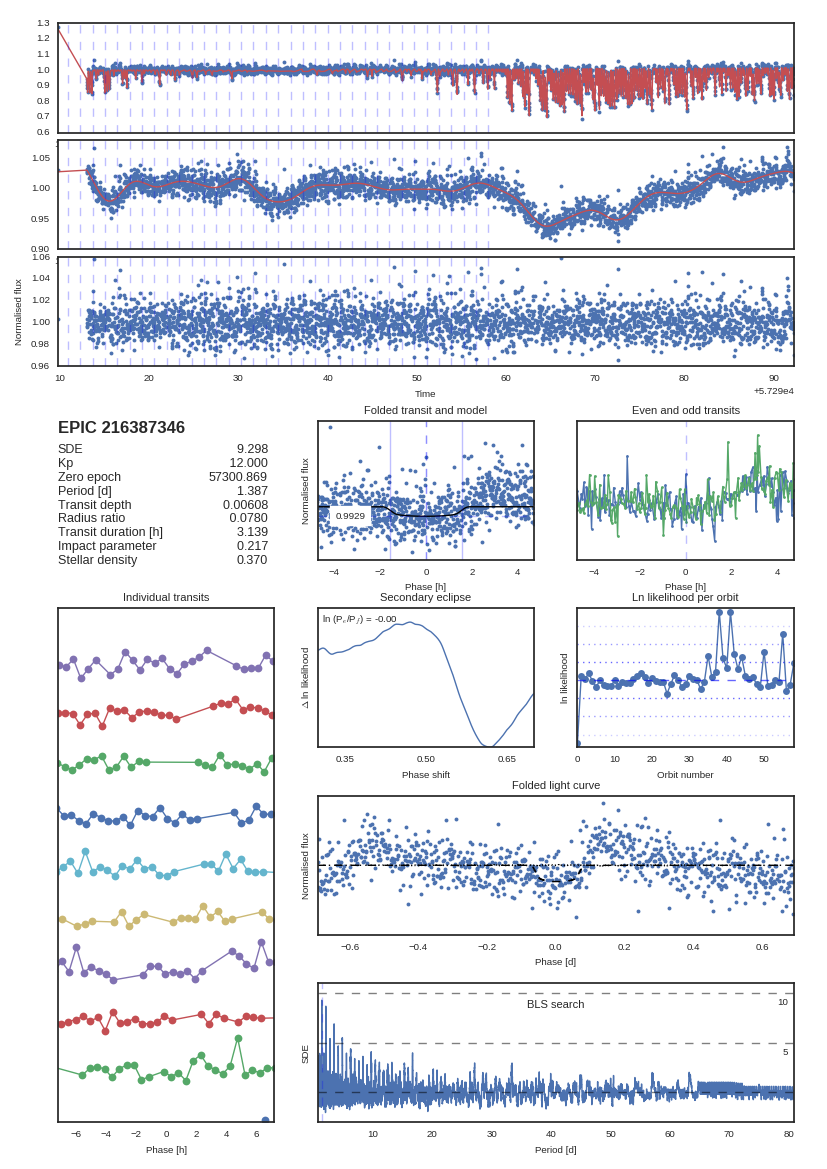 1.3
1.2
1.1
1.0
0.9
0.8
0.7
0.6
1.05
1.00
0.95
0.90
1.06
1.04
1.02
1.00
0.98
0.96
Normalised flux
10 20 30 40 50 60 70 80 90
Time
+5.729e4
EPIC 216387346
SDE 9.298
Kp 12.000
Zero epoch 57300.869
Period [d] 1.387
Transit depth 0.00608
Radius ratio 0.0780
Transit duration [h] 3.139
Impact parameter 0.217
Stellar density 0.370
Folded transit and model
Normalised flux
0.9929
−4 −2 0 2 4
Phase [h]
Even and odd transits
−4 −2 0 2 4
Phase [h]
Individual transits
−6 −4 −2 0 2 4 6
Phase [h]
Secondary eclipse
ln (Pₑ/P𝑓) = -0.00
Δ ln likelihood
0.35 0.50 0.65
Phase shift
Ln likelihood per orbit
ln likelihood
0 10 20 30 40 50
Orbit number
Folded light curve
Normalised flux
−0.6 −0.4 −0.2 0.0 0.2 0.4 0.6
Phase [d]
BLS search
10
5
SDE
10 20 30 40 50 60 70 80
Period [d]